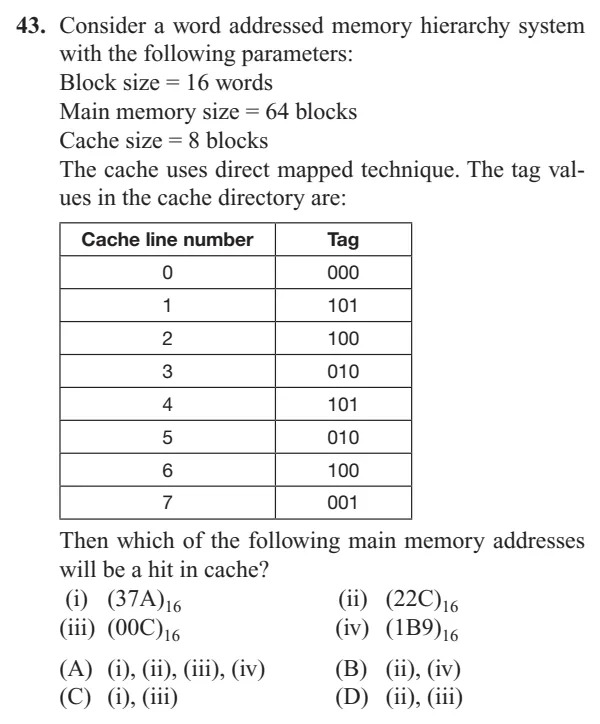 43. Consider a word addressed memory hierarchy system
with the following parameters:
Block size = 16 words
Main memory size = 64 blocks
Cache size = 8 blocks
The cache uses direct mapped technique. The tag val-
ues in the cache directory are:
Cache line number Tag
0 000
1 101
2 100
3 010
4 101
5 010
6 100
7 001
Then which of the following main memory addresses
will be a hit in cache?
(i) (37A)₁₆ (ii) (22C)₁₆
(iii) (00C)₁₆ (iv) (1B9)₁₆
(A) (i), (ii), (iii), (iv) (B) (ii), (iv)
(C) (i), (iii) (D) (ii), (iii)